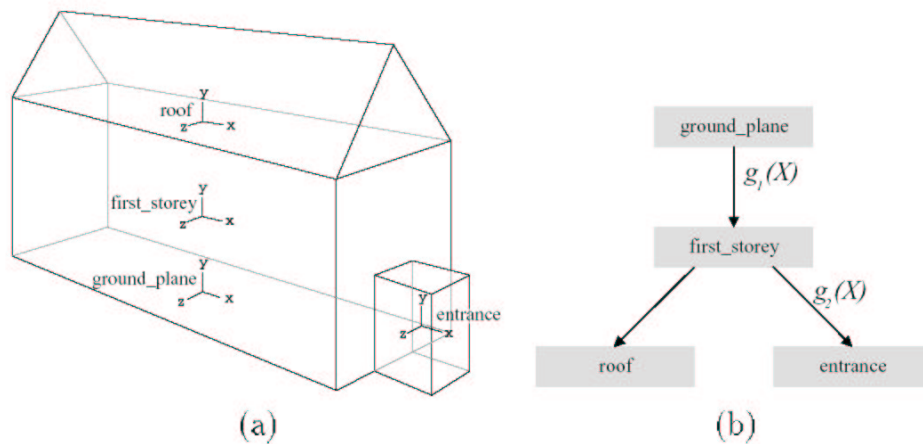 y
roof
z x
y
first_storey
z x
y
ground_plane
z x
y
entrance
z x
(a)
ground_plane
g₁(X)
first_storey
g₂(X)
roof
entrance
(b)